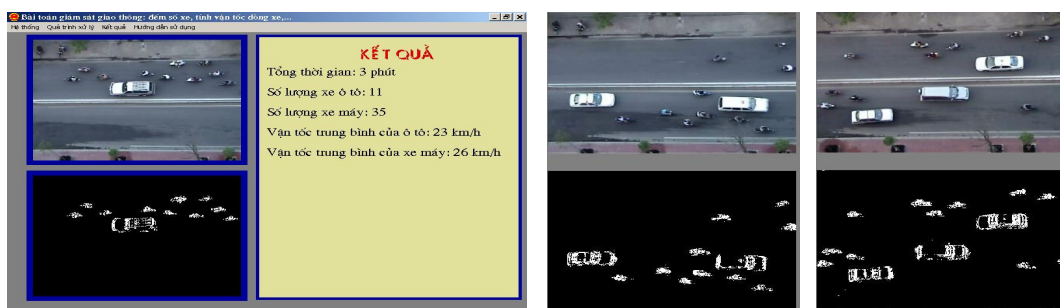 Bài toán giám sát giao thông: đếm số xe, tính vận tốc dòng xe,...
Hệ thống Quá trình xử lý Kết quả Hướng dẫn sử dụng
KẾT QUẢ
Tổng thời gian: 3 phút
Số lượng xe ô tô: 11
Số lượng xe máy: 35
Vận tốc trung bình của ô tô: 23 km/h
Vận tốc trung bình của xe máy: 26 km/h